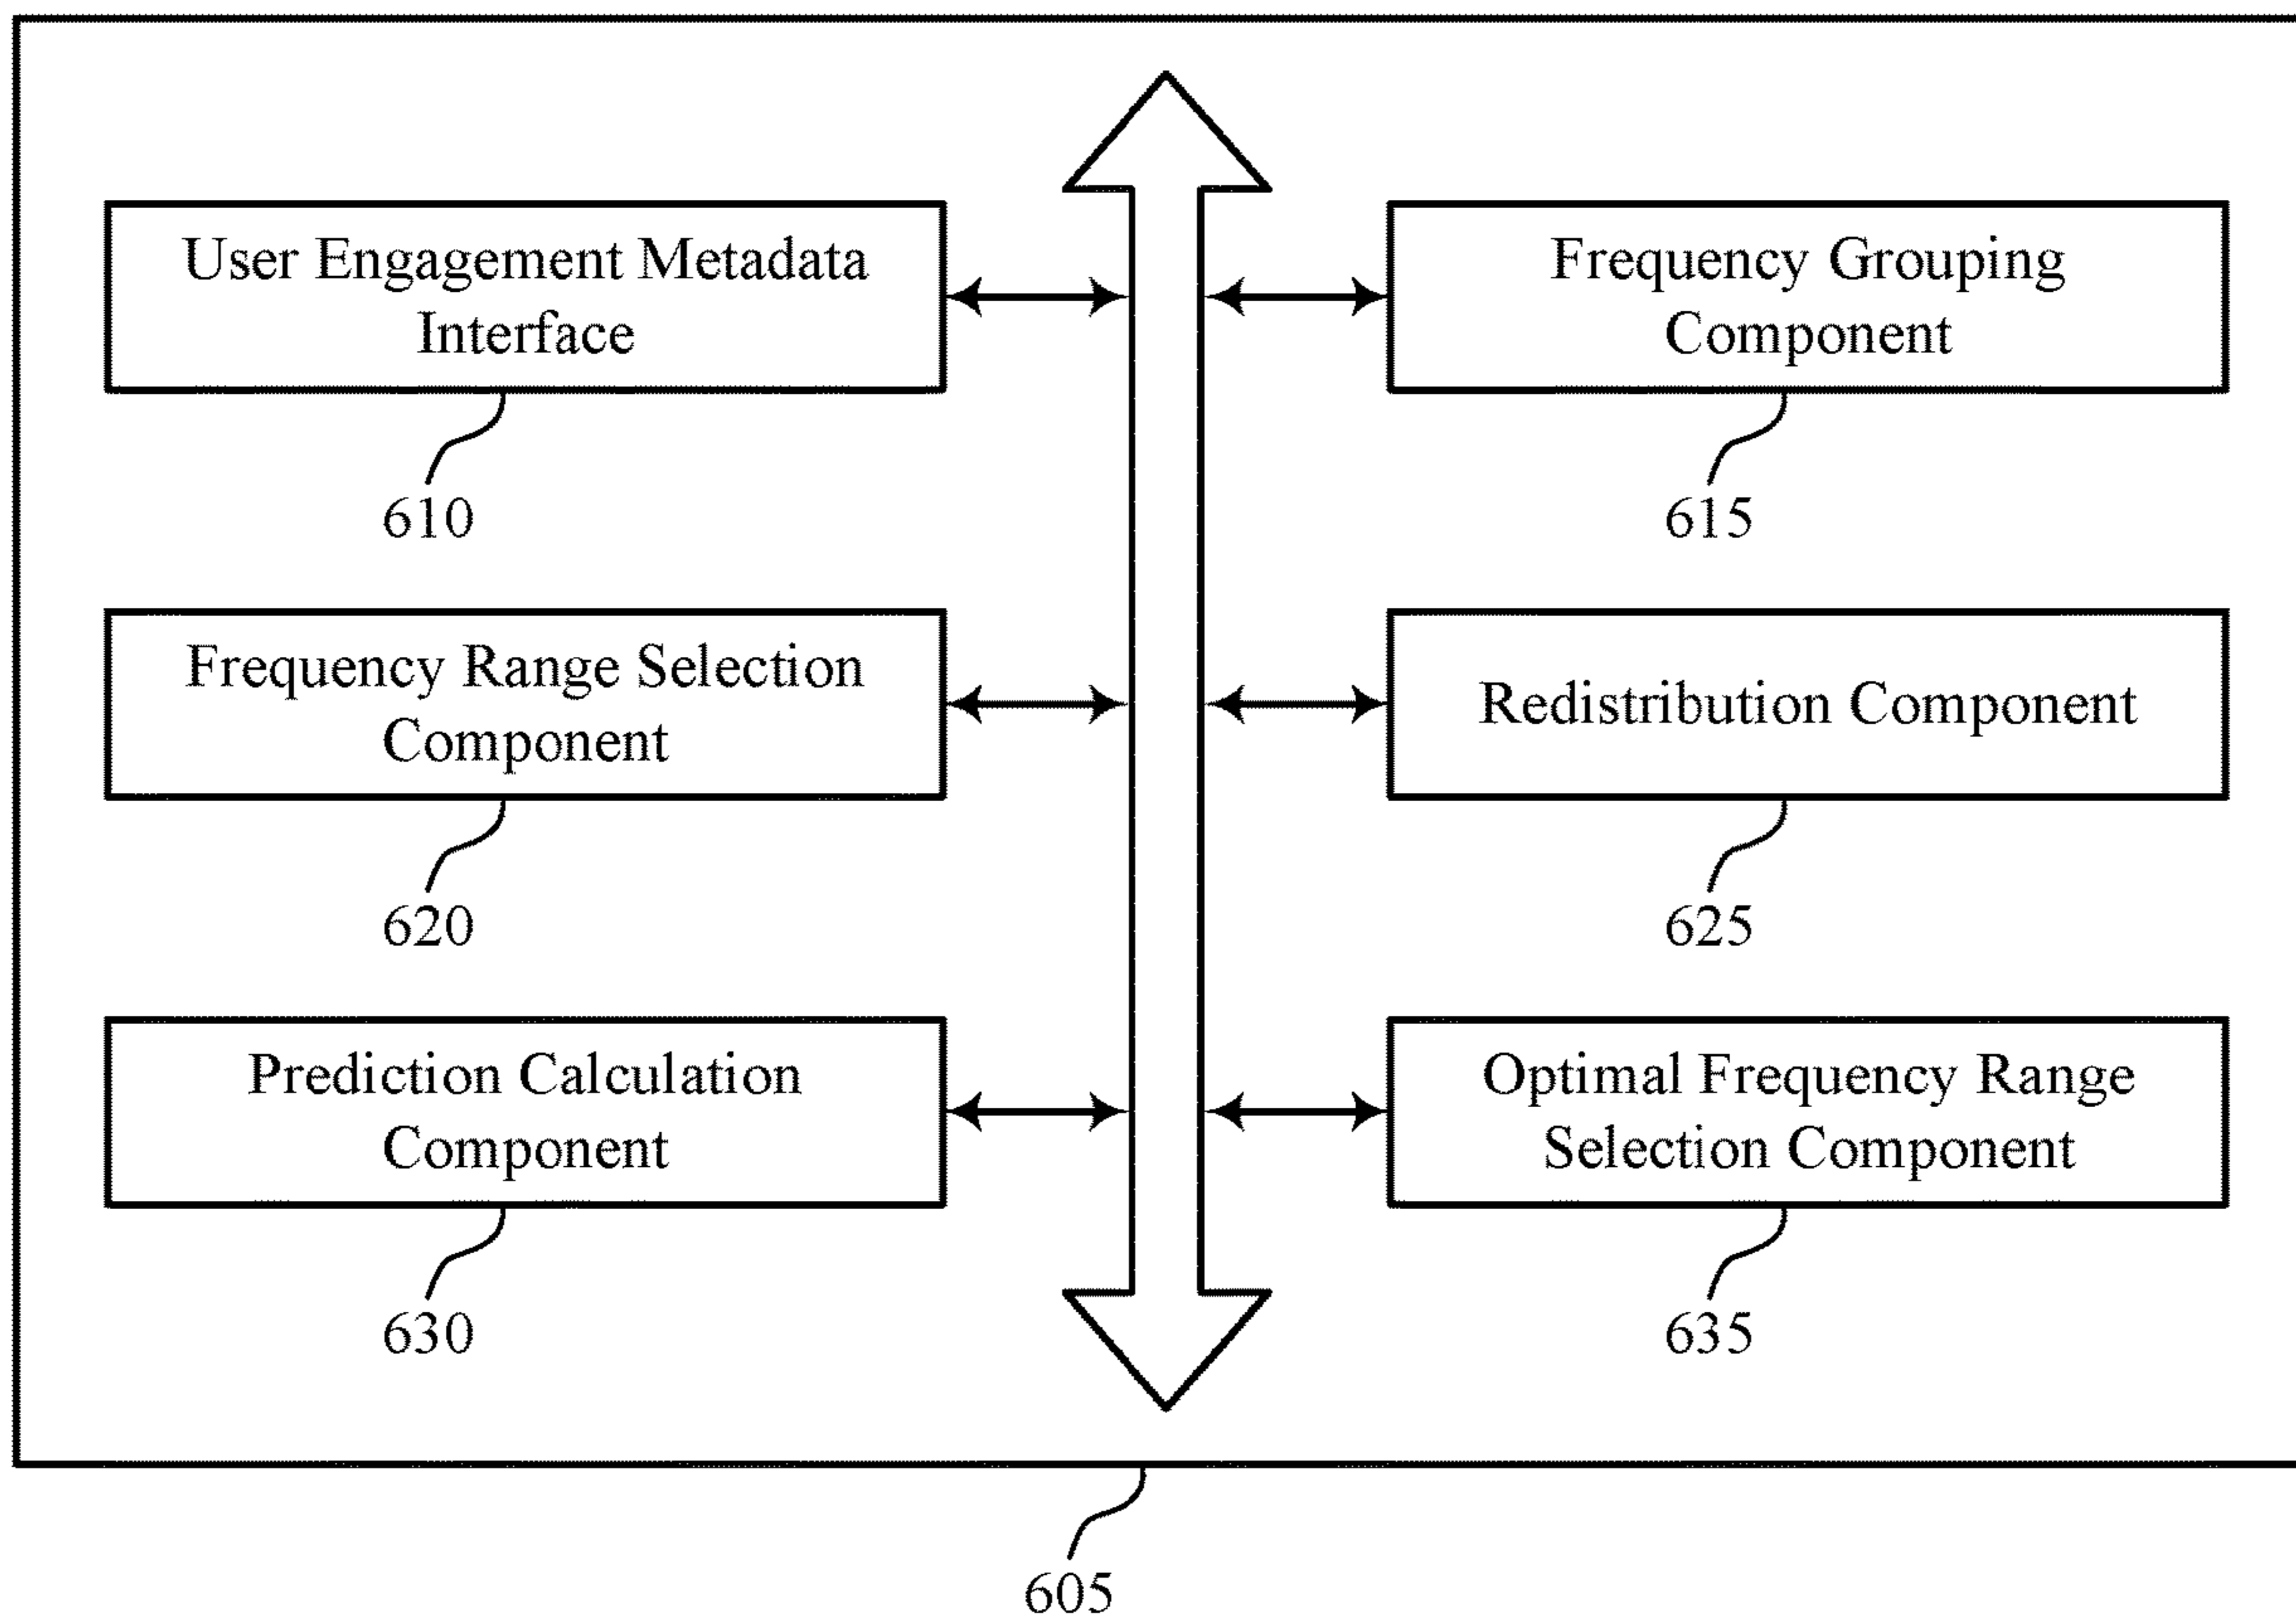 User Engagement Metadata
Interface
610
Frequency Grouping
Component
615
Frequency Range Selection
Component
620
Redistribution Component
625
Prediction Calculation
Component
630
Optimal Frequency Range
Selection Component
635
605